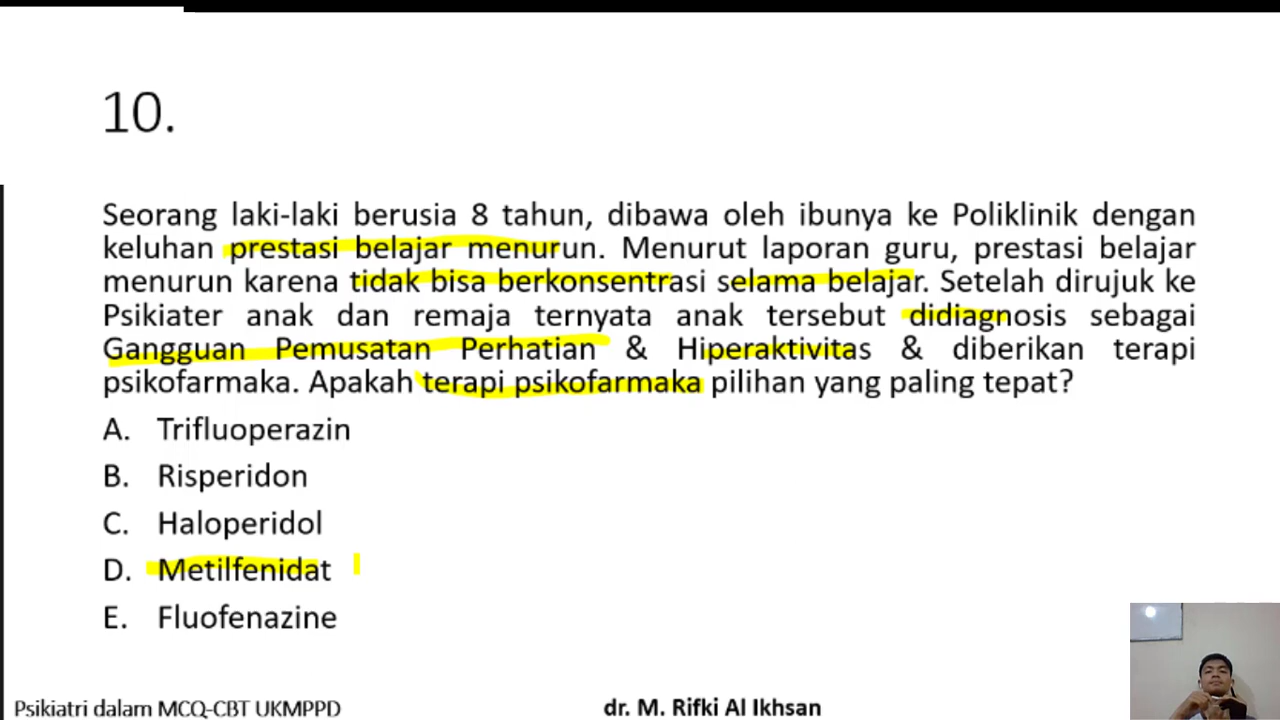 10.
Seorang laki-laki berusia 8 tahun, dibawa oleh ibunya ke Poliklinik dengan
keluhan prestasi belajar menurun. Menurut laporan guru, prestasi belajar
menurun karena tidak bisa berkonsentrasi selama belajar. Setelah dirujuk ke
Psikiater anak dan remaja ternyata anak tersebut didiagnosis sebagai
Gangguan Pemusatan Perhatian & Hiperaktivitas & diberikan terapi
psikofarmaka. Apakah terapi psikofarmaka pilihan yang paling tepat?
A. Trifluoperazin
B. Risperidon
C. Haloperidol
D. Metilfenidat
E. Fluofenazine
Psikiatri dalam MCQ-CBT UKMPPD
dr. M. Rifki Al Ikhsan